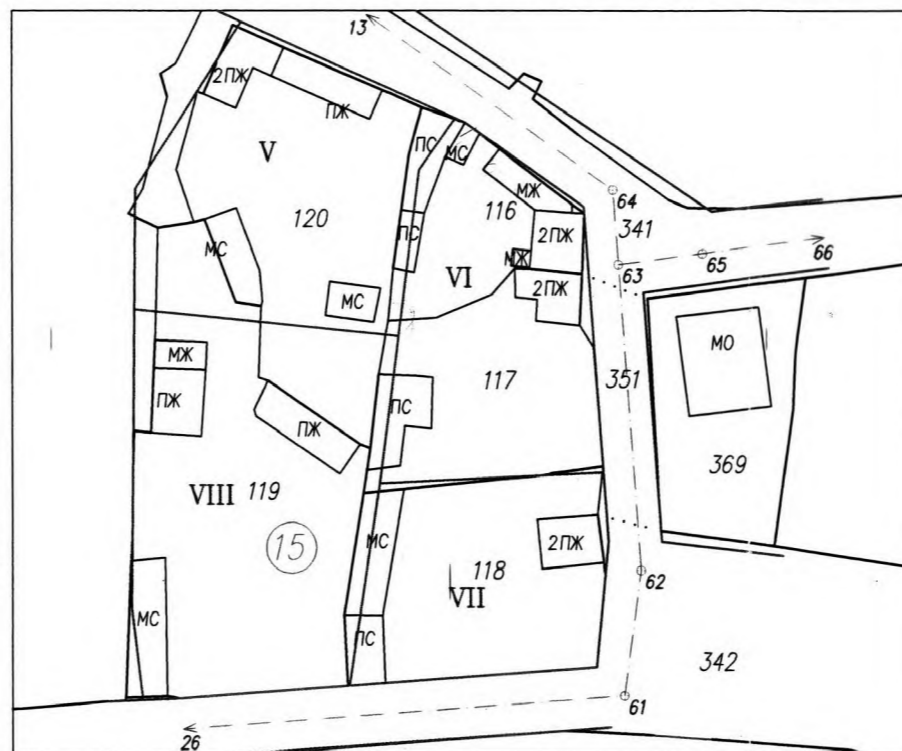 13
2ПЖ
ПЖ
V
ПС
МС
МЖ
64
120
116
341
МС
ПС
2ПЖ
65
66
63
МЖ
VI
2ПЖ
МС
МО
МЖ
117
351
ПЖ
ПС
ПЖ
369
VIII
119
15
МС
2ПЖ
118
62
VII
МС
ПС
342
61
26